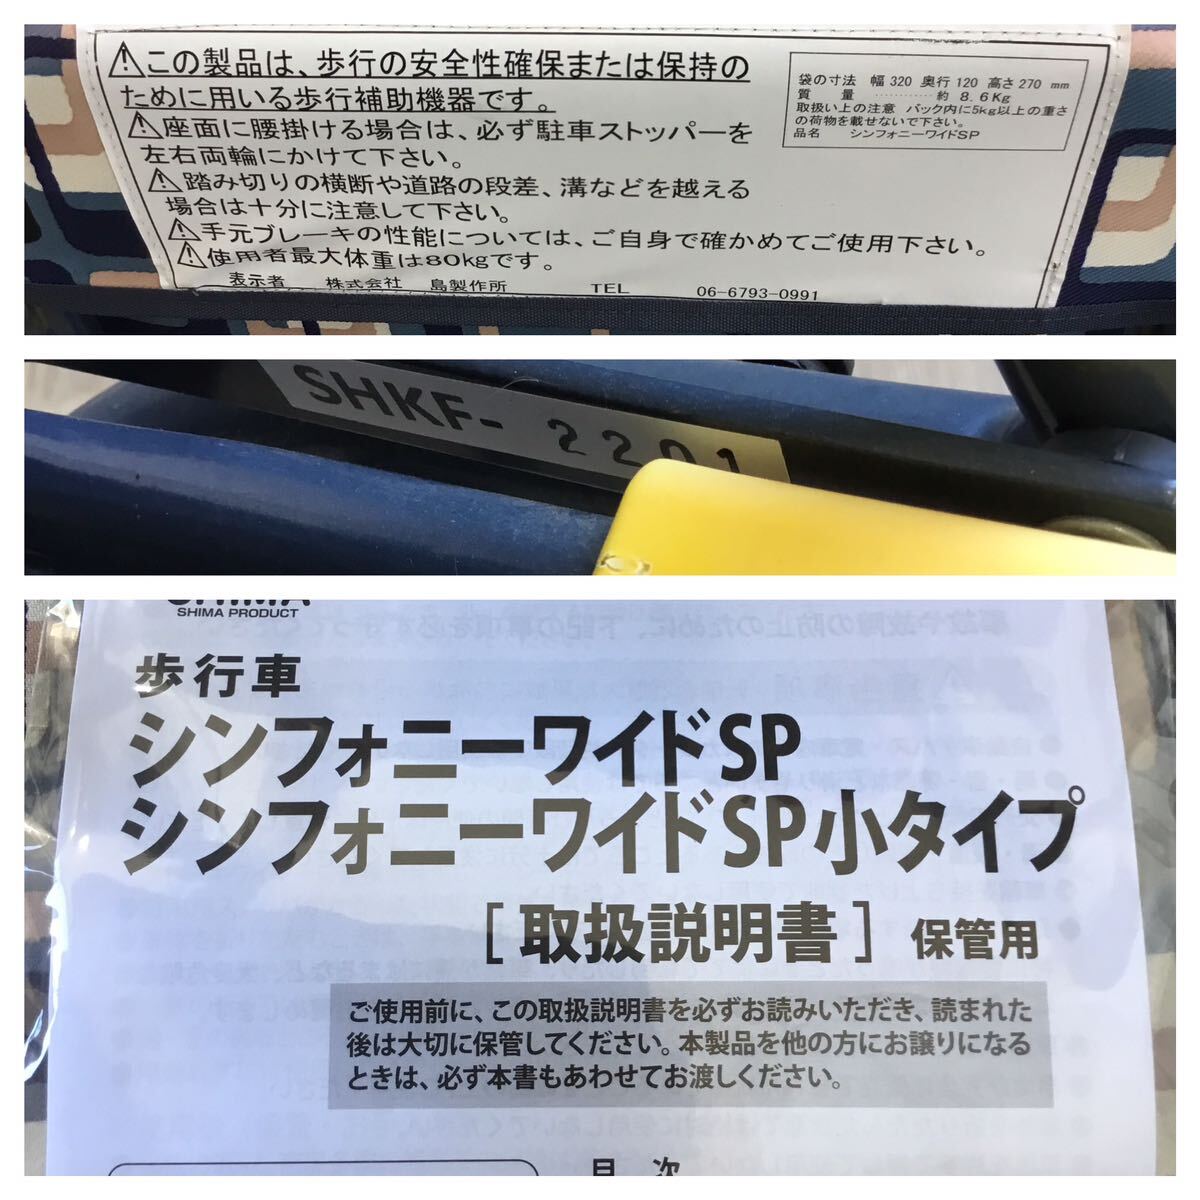 ⚠この製品は、歩行の安全性確保または保持の
ために用いる歩行補助機器です。
⚠座面に腰掛ける場合は、必ず駐車ストッパーを
左右両輪にかけて下さい。
⚠踏み切りの横断や道路の段差、溝などを越える
場合は十分に注意して下さい。
⚠手元ブレーキの性能については、ご自身で確かめてご使用下さい。
⚠使用者最大体重は80kgです。
表示者 株式会社 島製作所 TEL 06-6793-0991
袋の寸法 幅320 奥行120 高さ270 mm
質 量 ………… 約 8.6Kg
取扱い上の注意 バック内に5kg以上の重さ
の荷物を載せないで下さい。
品名 シンフォニーワイドSP
SHKF-2201
SHIMA
SHIMA PRODUCT
歩行車
シンフォニーワイドSP
シンフォニーワイドSP小タイプ
[取扱説明書] 保管用
ご使用前に、この取扱説明書を必ずお読みいただき、読まれた
後は大切に保管してください。本製品を他の方にお譲りになる
ときは、必ず本書もあわせてお渡しください。
目 次